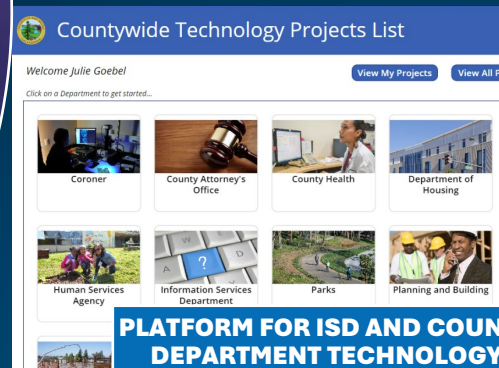 Countywide Technology Projects List
Welcome Julie Goebel
View My Projects
View All P
Click on a Department to get started...
Coroner
County Attorney's
Office
County Health
Department of
Housing
W E
A ? D
Human Services
Agency
Information Services
Department
Parks
Planning and Building
PLATFORM FOR ISD AND COUN
DEPARTMENT TECHNOLOGY